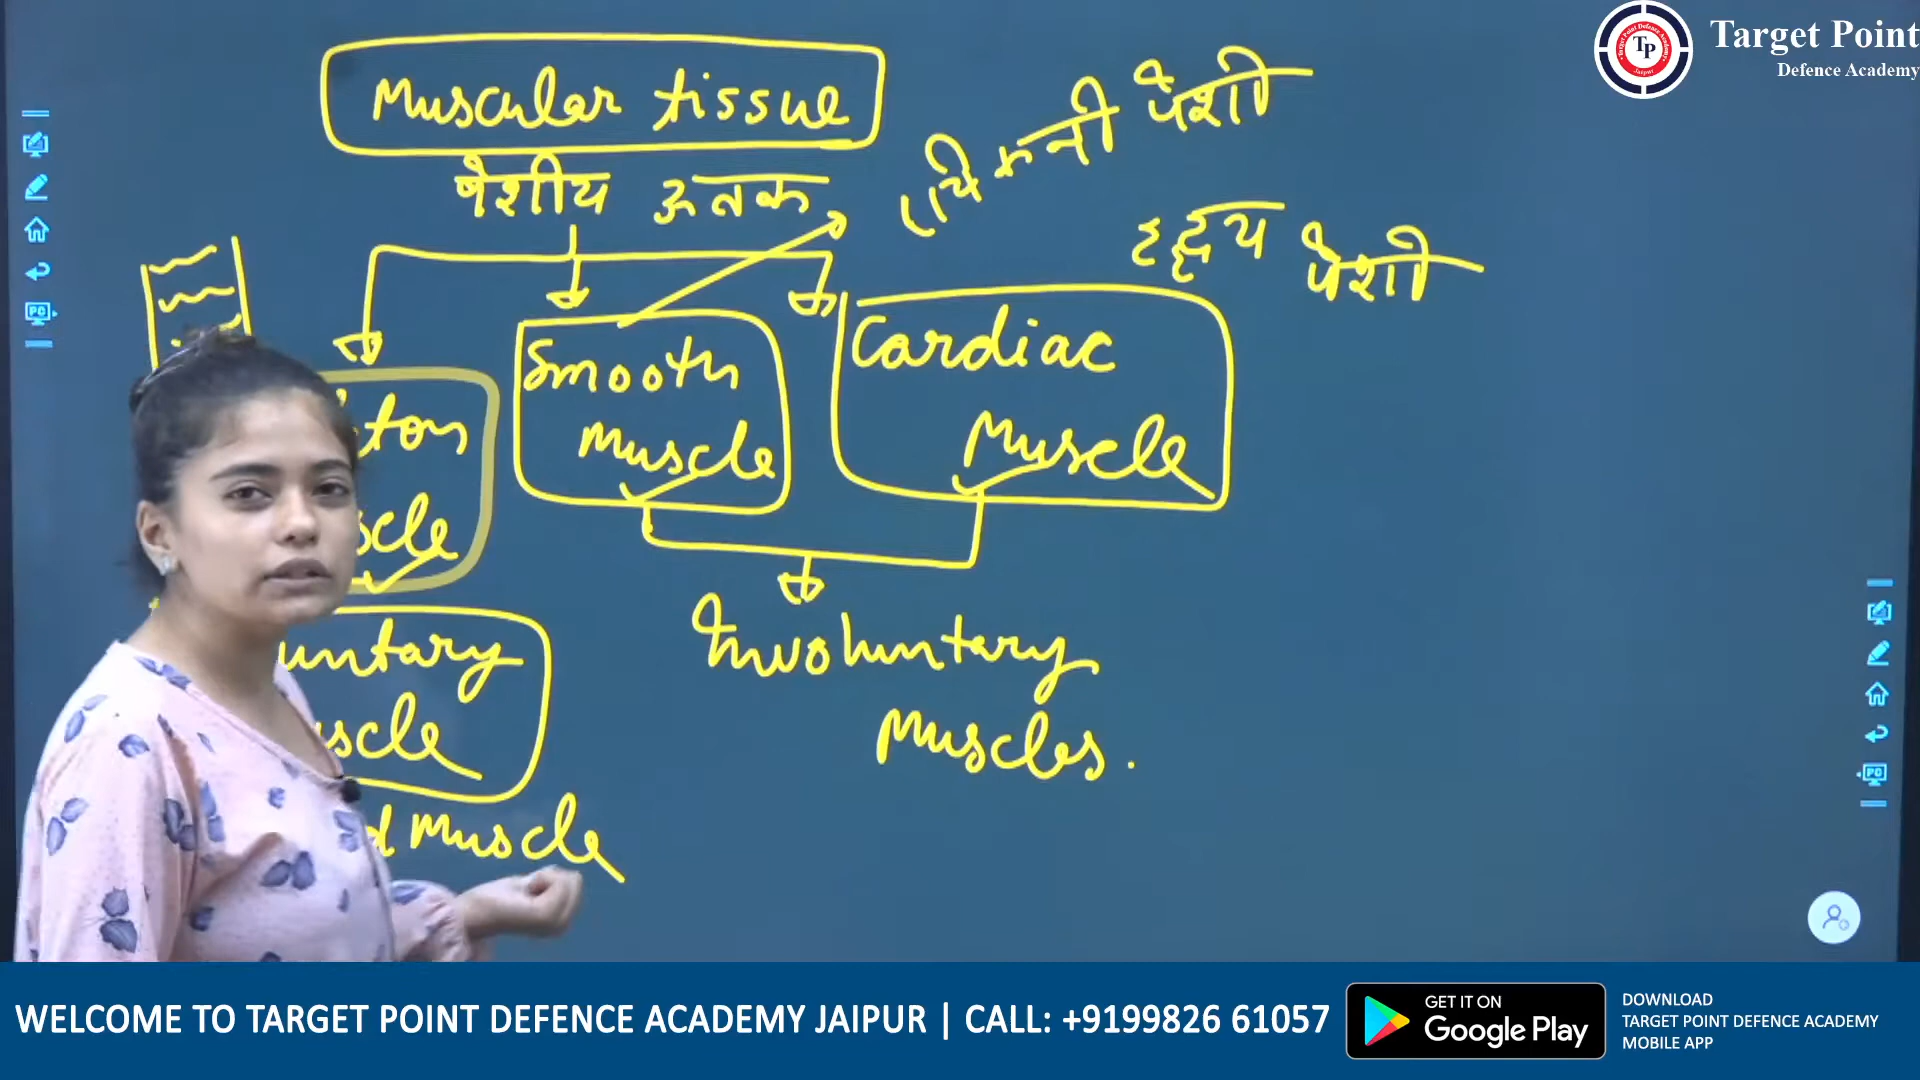 Target Point
Defence Academy
TP
Muscular tissue
पेशीय ऊतक
पेशी
हृदय पेशी
Smooth
muscle
Cardiac
Muscle
Involuntary
Muscles.
Muscle
WELCOME TO TARGET POINT DEFENCE ACADEMY JAIPUR | CALL: +9199826 61057
GET IT ON
Google Play
DOWNLOAD
TARGET POINT DEFENCE ACADEMY
MOBILE APP